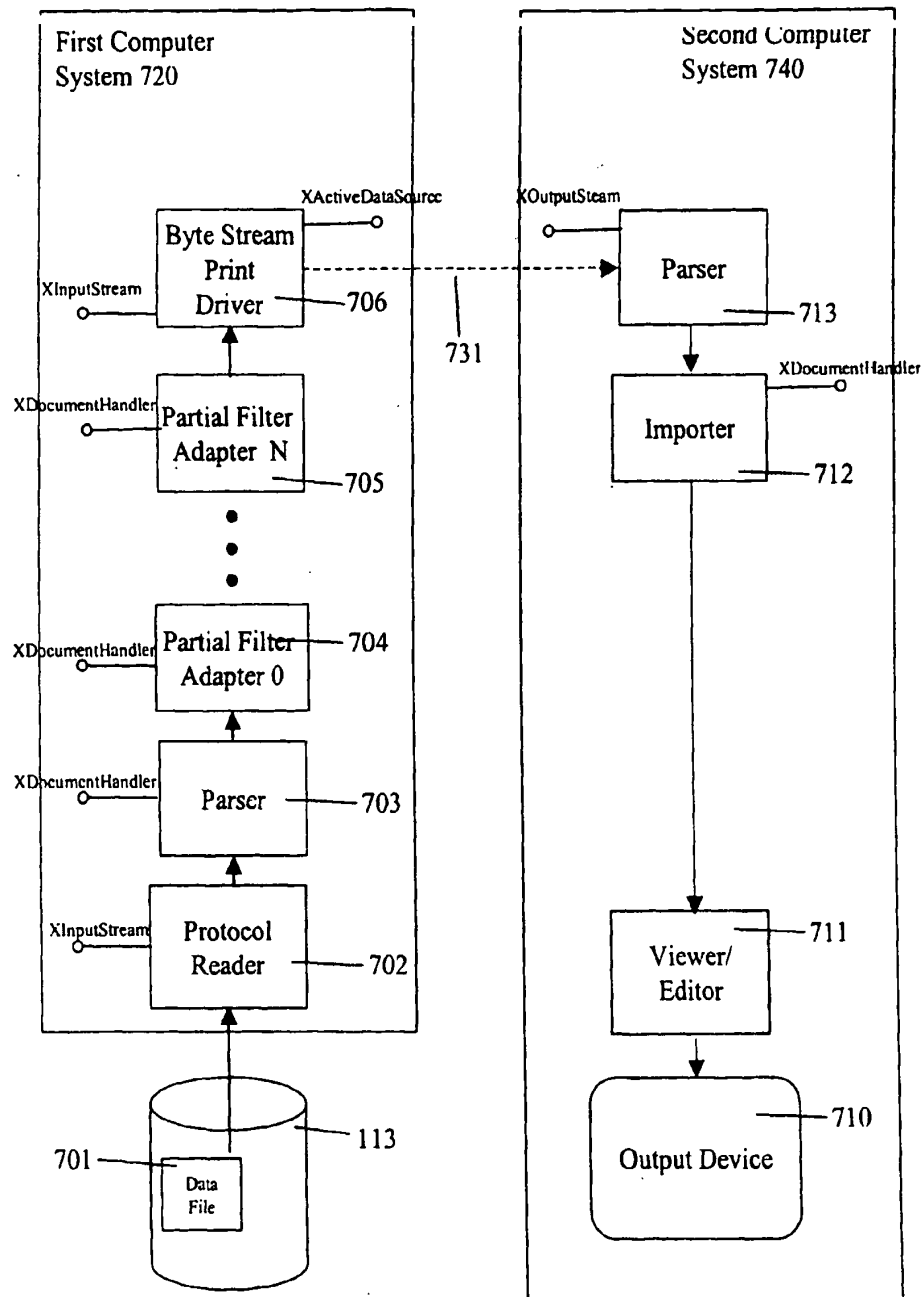 First Computer
System 720
Second Computer
System 740
XActiveDataSource
XOutputSteam
Byte Stream
Print
Driver
706
Parser
713
XInputStream
731
XDocumentHandler
Partial Filter
Adapter N
705
XDocumentHandler
Importer
712
XDocumentHandler
Partial Filter
Adapter 0
704
XDocumentHandler
Parser
703
XInputStream
Protocol
Reader
702
Viewer/
Editor
711
113
701
Data
File
Output Device
710